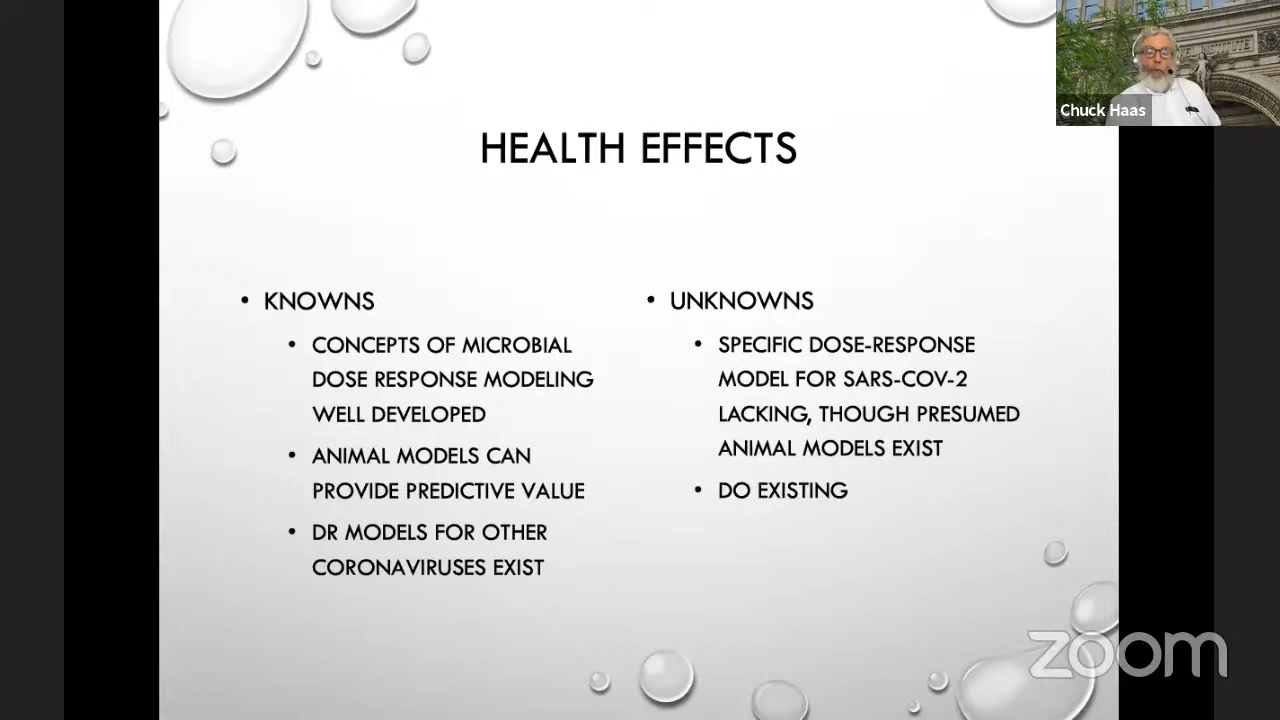 Chuck Haas
HEALTH EFFECTS
• KNOWNS
• CONCEPTS OF MICROBIAL
DOSE RESPONSE MODELING
WELL DEVELOPED
• ANIMAL MODELS CAN
PROVIDE PREDICTIVE VALUE
• DR MODELS FOR OTHER
CORONAVIRUSES EXIST
• UNKNOWNS
• SPECIFIC DOSE-RESPONSE
MODEL FOR SARS-COV-2
LACKING, THOUGH PRESUMED
ANIMAL MODELS EXIST
• DO EXISTING
zoom